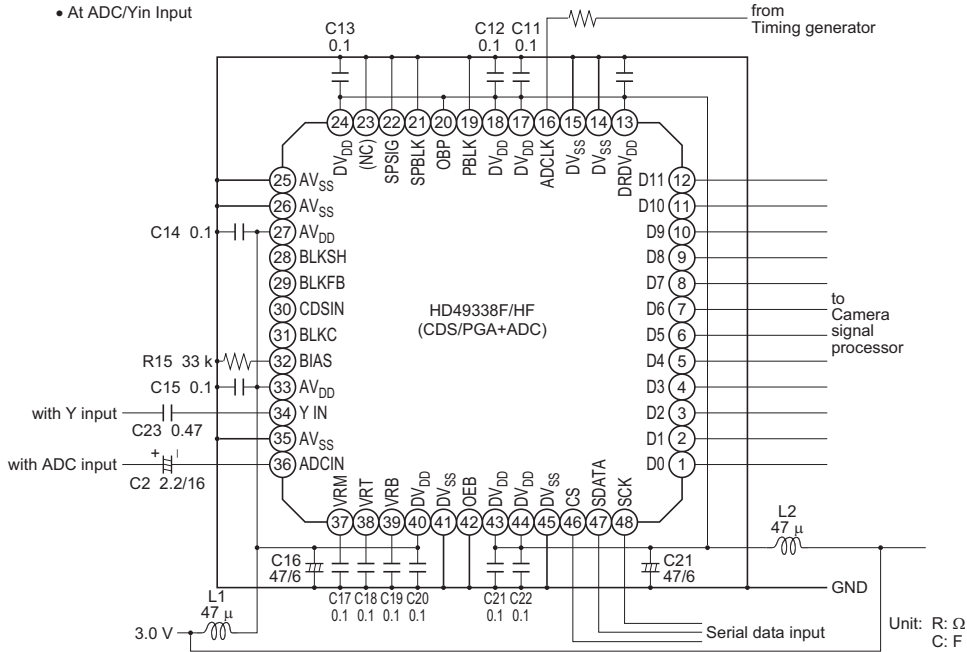 • At ADC/Yin Input
from
Timing generator
C13
0.1
C12
0.1
C11
0.1
24 23 22 21 20 19 18 17 16 15 14 13
DVDD
(NC)
SPSIG
SPBLK
OBP
PBLK
DVDD
DVDD
ADCLK
DVSS
DVSS
DRDVDD
25 AVSS
26 AVSS
C14 0.1
27 AVDD
28 BLKSH
29 BLKFB
30 CDSIN
31 BLKC
R15 33 k
32 BIAS
C15 0.1
33 AVDD
with Y input
34 Y IN
C23 0.47
35 AVSS
with ADC input
+
36 ADCIN
C2 2.2/16
HD49338F/HF
(CDS/PGA+ADC)
D11 12
D10 11
D9 10
D8 9
D7 8
D6 7
D5 6
D4 5
D3 4
D2 3
D1 2
D0 1
to
Camera
signal
processor
VRM
VRT
VRB
DVDD
DVSS
OEB
DVDD
DVDD
DVSS
CS
SDATA
SCK
37 38 39 40 41 42 43 44 45 46 47 48
L2
47 μ
C16
47/6
C17
0.1
C18
0.1
C19
0.1
C20
0.1
C21
0.1
C22
0.1
C21
47/6
GND
L1
47 μ
3.0 V
Serial data input
Unit: R: Ω
C: F